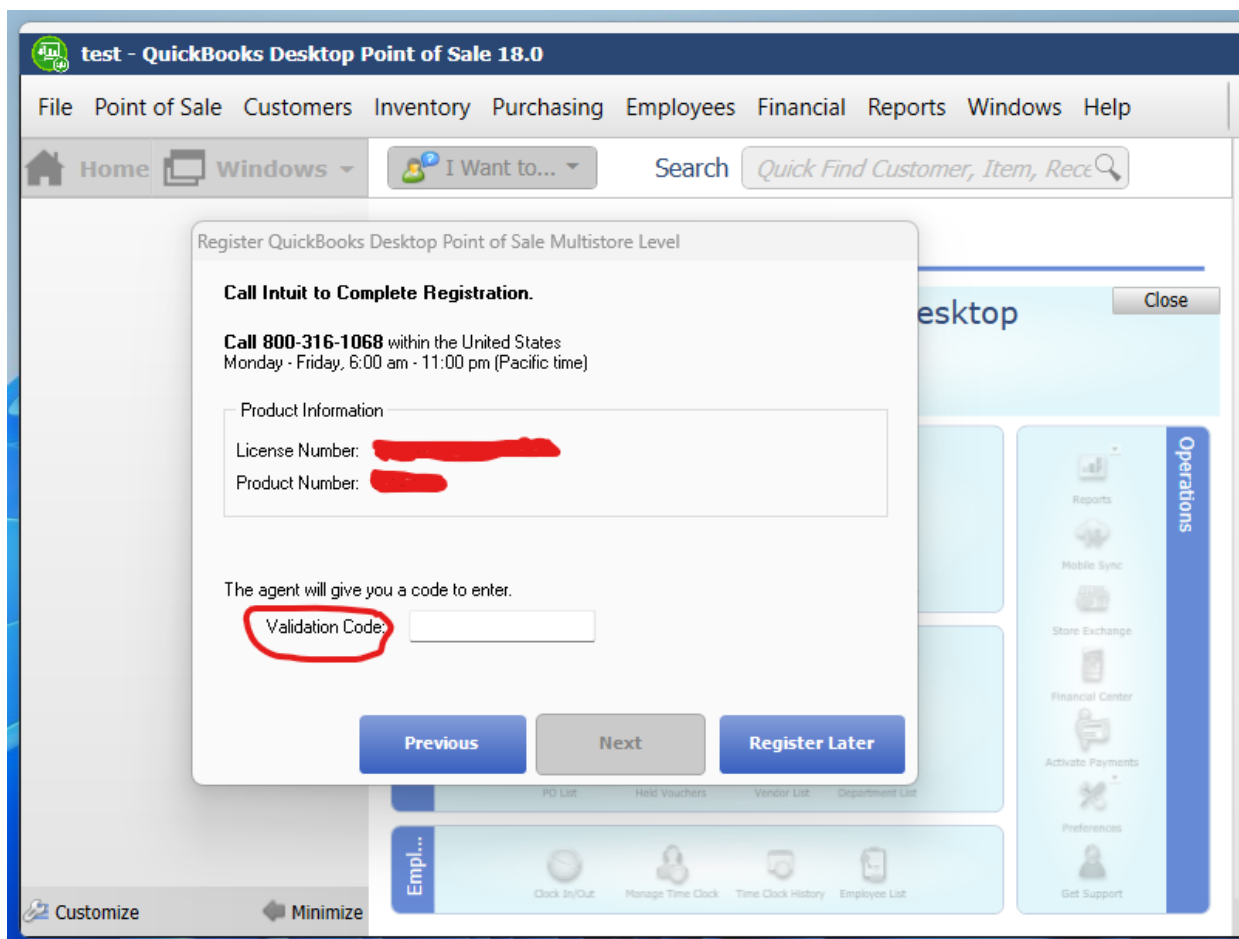 test - QuickBooks Desktop Point of Sale 18.0
File Point of Sale Customers Inventory Purchasing Employees Financial Reports Windows Help
Home Windows I Want to... Search Quick Find Customer, Item, Rece
Register QuickBooks Desktop Point of Sale Multistore Level
Call Intuit to Complete Registration.
esktop
Close
Call 800-316-1068 within the United States
Monday - Friday, 6:00 am - 11:00 pm (Pacific time)
Product Information
License Number:
Product Number:
The agent will give you a code to enter.
Validation Code:
Previous Next Register Later
Operations
Reports
Mobile Sync
Store Exchange
Financial Center
Activate Payments
Preferences
Get Support
PO List Held Vouchers Vendor List Department List
Empl...
Clock In/Out Manage Time Clock Time Clock History Employee List
Customize Minimize